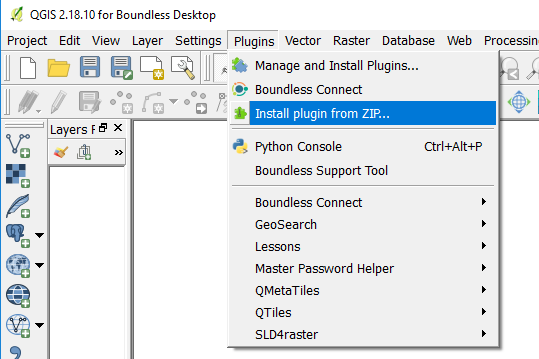 QGIS 2.18.10 for Boundless Desktop
Project Edit View Layer Settings Plugins Vector Raster Database Web
Manage and Install Plugins...
Boundless Connect
Install plugin from ZIP...
Layers
Python Console Ctrl+Alt+P
Boundless Support Tool
Boundless Connect
GeoSearch
Lessons
Master Password Helper
QMetaTiles
QTiles
SLD4raster